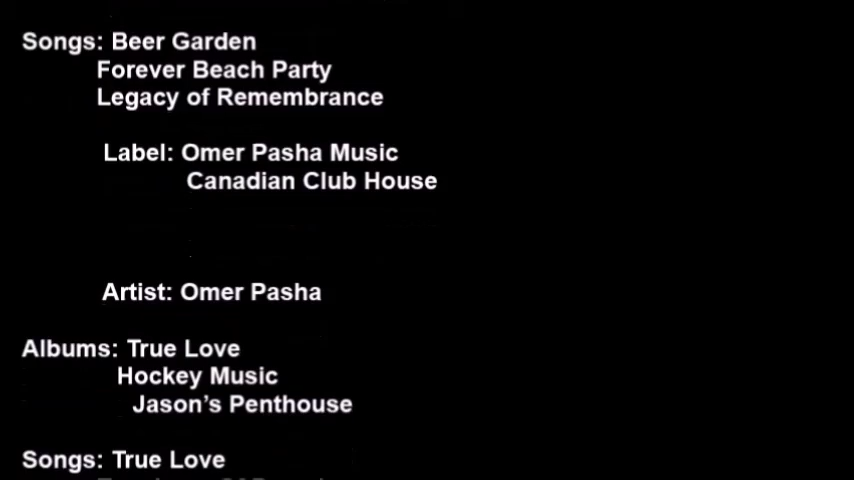 Songs: Beer Garden
Forever Beach Party
Legacy of Remembrance
Label: Omer Pasha Music
Canadian Club House
Artist: Omer Pasha
Albums: True Love
Hockey Music
Jason’s Penthouse
Songs: True Love